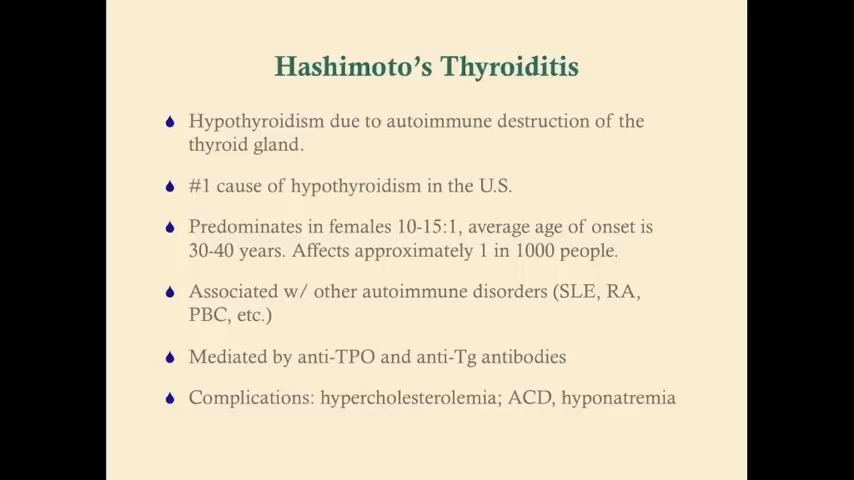 Hashimoto's Thyroiditis
Hypothyroidism due to autoimmune destruction of the
thyroid gland.
#1 cause of hypothyroidism in the U.S.
Predominates in females 10-15:1, average age of onset is
30-40 years. Affects approximately 1 in 1000 people.
Associated w/ other autoimmune disorders (SLE, RA,
PBC, etc.)
Mediated by anti-TPO and anti-Tg antibodies
Complications: hypercholesterolemia; ACD, hyponatremia